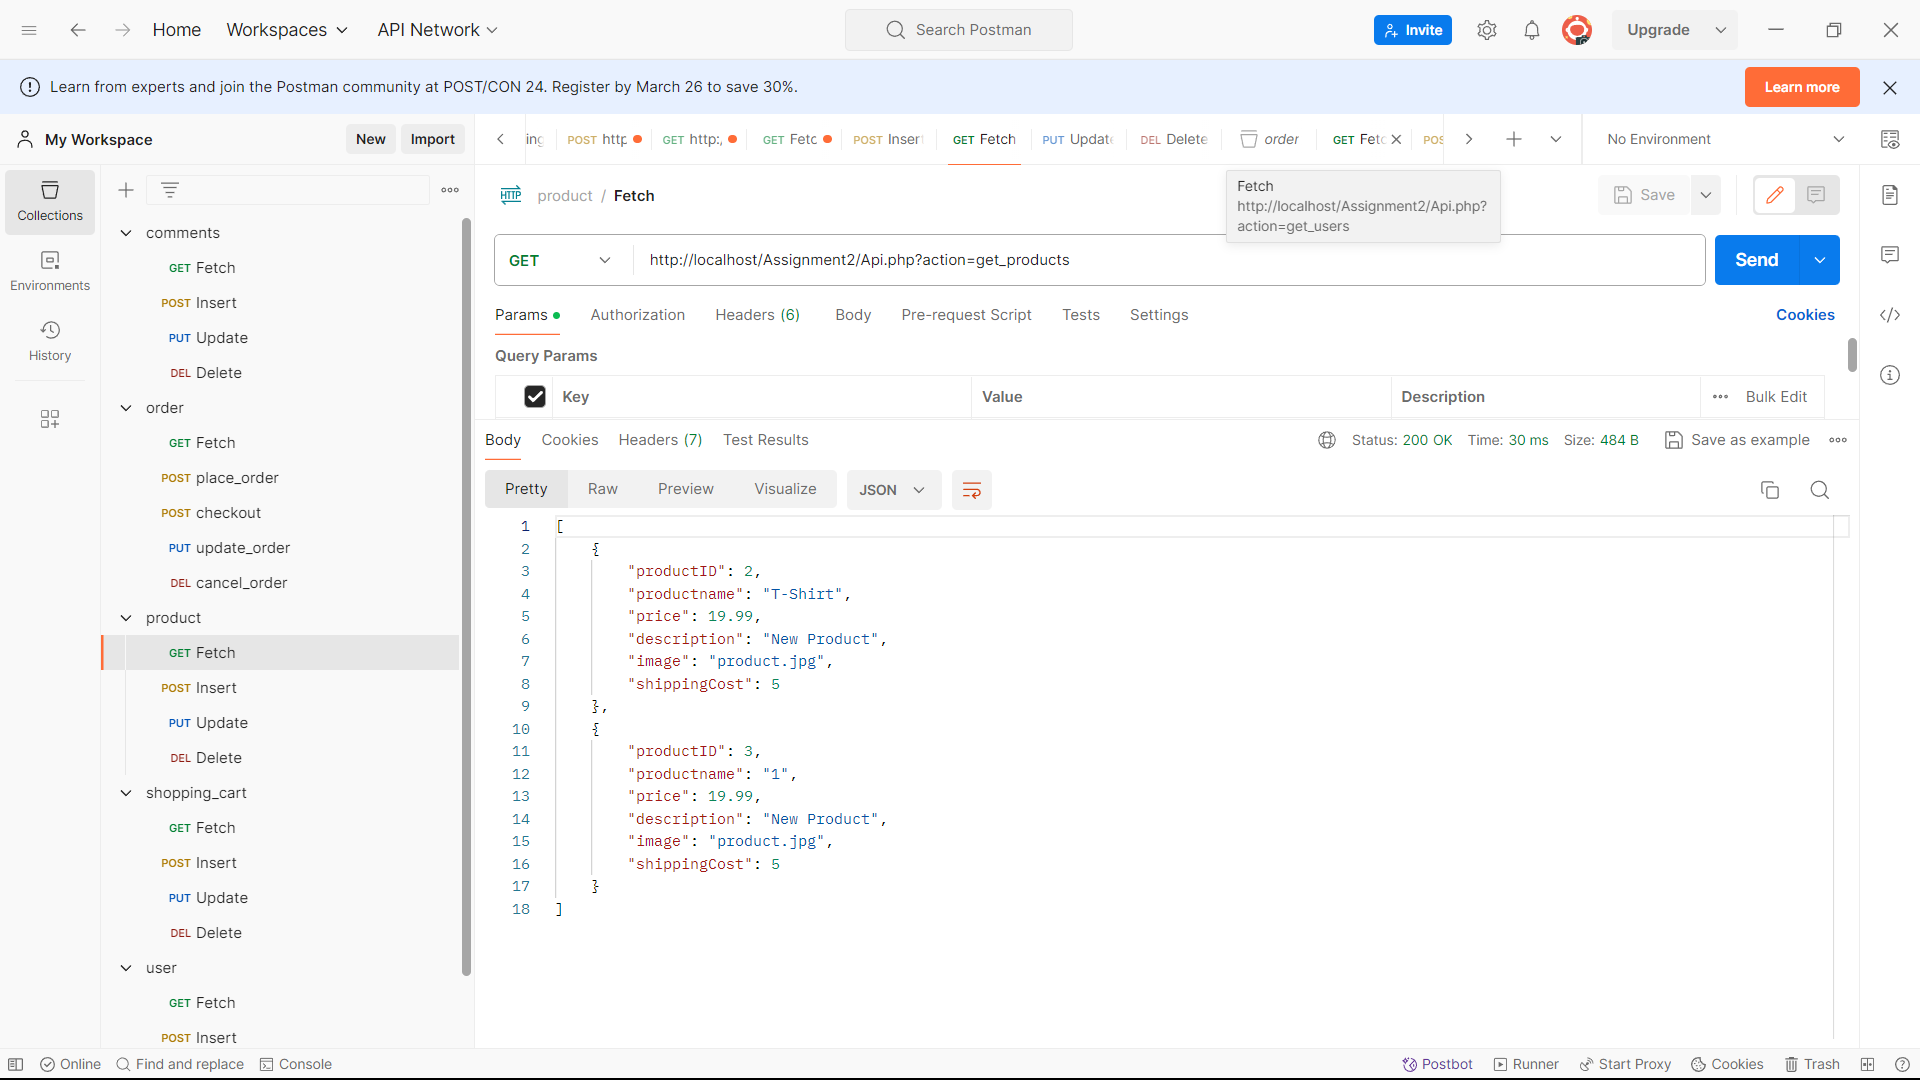 Home
Workspaces
API Network
Search Postman
Invite
Upgrade
Learn from experts and join the Postman community at POST/CON 24. Register by March 26 to save 30%.
Learn more
My Workspace
New
Import
POST http
GET http:,
GET Fetc
POST Insert
GET Fetch
PUT Update
DEL Delete
order
GET Fetc
POS
No Environment
Collections
Environments
History
comments
GET Fetch
POST Insert
PUT Update
DEL Delete
order
GET Fetch
POST place_order
POST checkout
PUT update_order
DEL cancel_order
product
GET Fetch
POST Insert
PUT Update
DEL Delete
shopping_cart
GET Fetch
POST Insert
PUT Update
DEL Delete
user
GET Fetch
POST Insert
HTTP product / Fetch
Fetch
http://localhost/Assignment2/Api.php?
action=get_users
Save
GET
http://localhost/Assignment2/Api.php?action=get_products
Send
Params
Authorization
Headers (6)
Body
Pre-request Script
Tests
Settings
Cookies
Query Params
Key
Value
Description
Bulk Edit
Body
Cookies
Headers (7)
Test Results
Status: 200 OK
Time: 30 ms
Size: 484 B
Save as example
Pretty
Raw
Preview
Visualize
JSON
1 [
2 {
3 "productID": 2,
4 "productname": "T-Shirt",
5 "price": 19.99,
6 "description": "New Product",
7 "image": "product.jpg",
8 "shippingCost": 5
9 },
10 {
11 "productID": 3,
12 "productname": "1",
13 "price": 19.99,
14 "description": "New Product",
15 "image": "product.jpg",
16 "shippingCost": 5
17 }
18 ]
Online
Find and replace
Console
Postbot
Runner
Start Proxy
Cookies
Trash